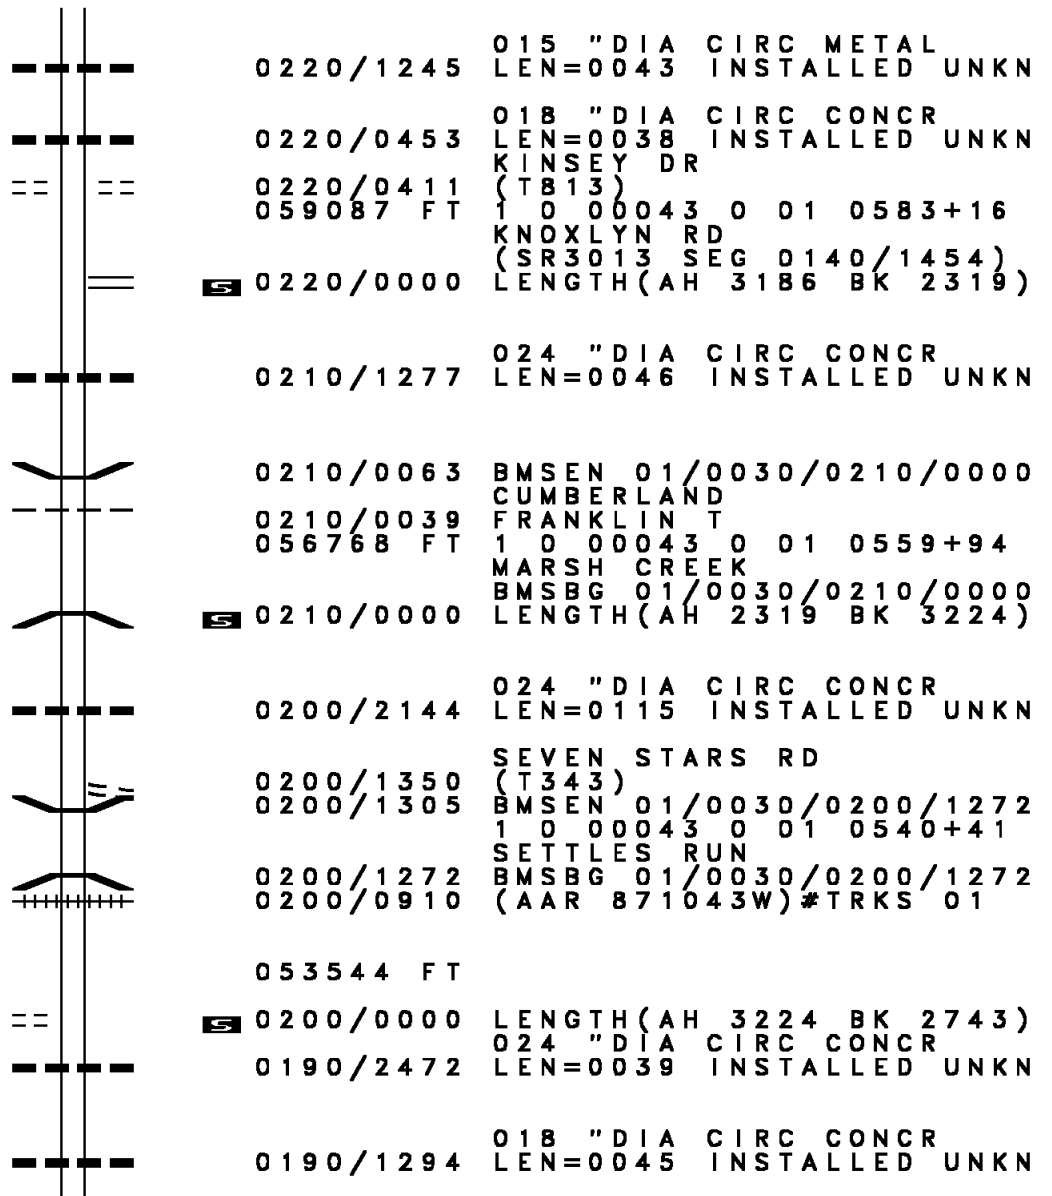 015 "DIA CIRC METAL
0220/1245 LEN=0043 INSTALLED UNKN
018 "DIA CIRC CONCR
0220/0453 LEN=0038 INSTALLED UNKN
KINSEY DR
0220/0411 (T813)
059087 FT 1 0 00043 0 01 0583+16
KNOXLYN RD
(SR3013 SEG 0140/1454)
S 0220/0000 LENGTH(AH 3186 BK 2319)
024 "DIA CIRC CONCR
0210/1277 LEN=0046 INSTALLED UNKN
0210/0063 BMSEN 01/0030/0210/0000
CUMBERLAND
0210/0039 FRANKLIN T
056768 FT 1 0 00043 0 01 0559+94
MARSH CREEK
BMSBG 01/0030/0210/0000
S 0210/0000 LENGTH(AH 2319 BK 3224)
024 "DIA CIRC CONCR
0200/2144 LEN=0115 INSTALLED UNKN
SEVEN STARS RD
0200/1350 (T343)
0200/1305 BMSEN 01/0030/0200/1272
1 0 00043 0 01 0540+41
SETTLES RUN
0200/1272 BMSBG 01/0030/0200/1272
0200/0910 (AAR 871043W)#TRKS 01
053544 FT
S 0200/0000 LENGTH(AH 3224 BK 2743)
024 "DIA CIRC CONCR
0190/2472 LEN=0039 INSTALLED UNKN
018 "DIA CIRC CONCR
0190/1294 LEN=0045 INSTALLED UNKN